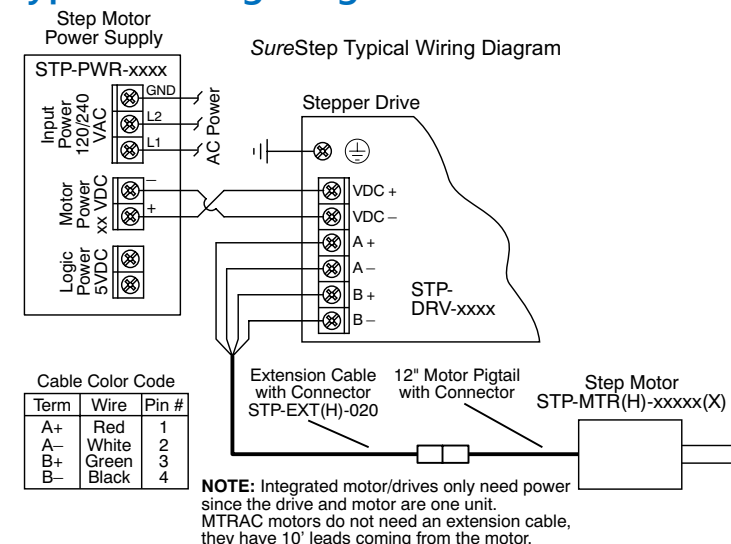 Step Motor
Power Supply
SureStep Typical Wiring Diagram
STP-PWR-xxxx
Input
Power
120/240
VAC
GND
L2
L1
AC Power
Motor
Power
xx VDC
–
+
Logic
Power
5VDC
Stepper Drive
VDC +
VDC –
A +
A –
B +
B –
STP-
DRV-xxxx
Cable Color Code
Term Wire Pin #
A+ Red 1
A– White 2
B+ Green 3
B– Black 4
Extension Cable
with Connector
STP-EXT(H)-020
12" Motor Pigtail
with Connector
Step Motor
STP-MTR(H)-xxxxx(X)
NOTE: Integrated motor/drives only need power
since the drive and motor are one unit.
MTRAC motors do not need an extension cable,
they have 10' leads coming from the motor.